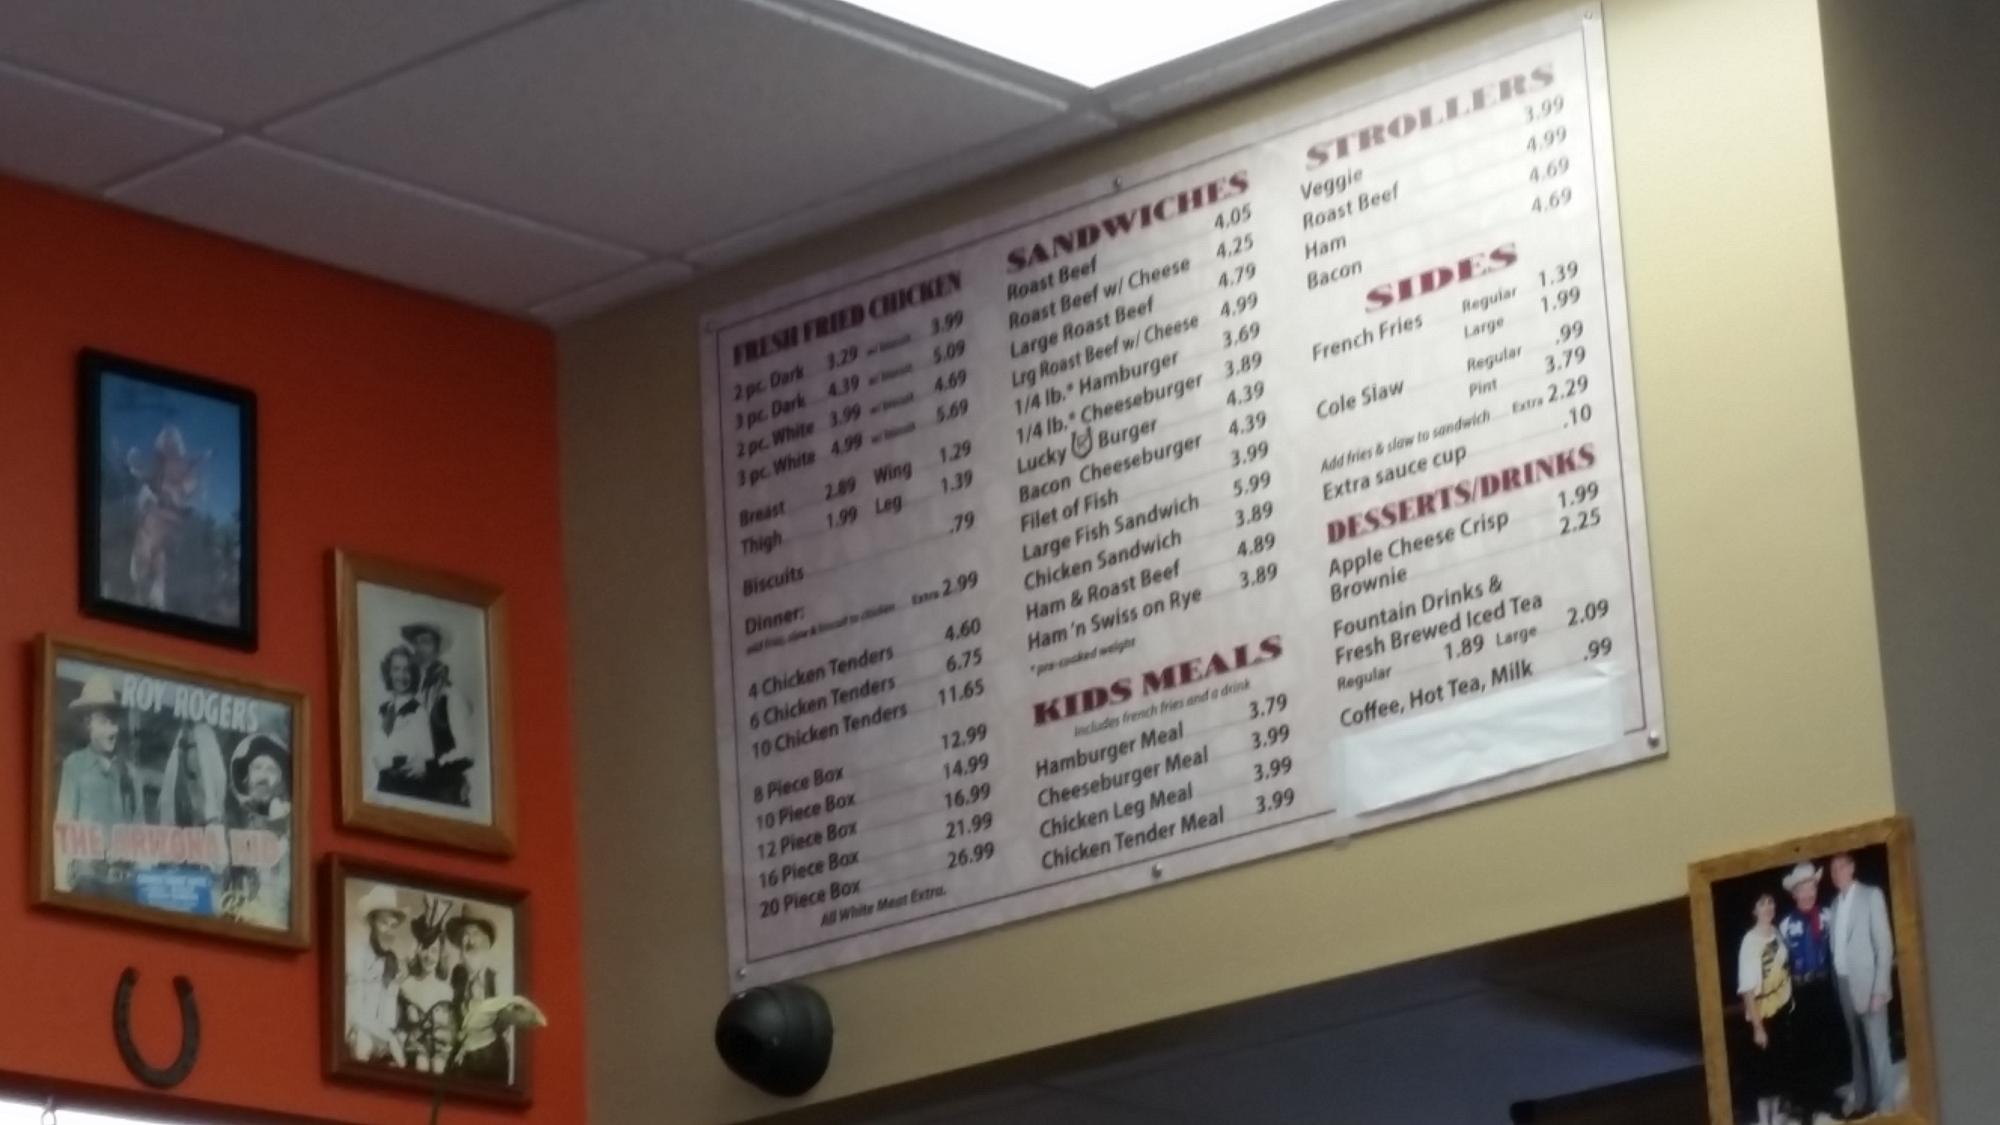 FRESH FRIED CHICKEN
2 pc. Dark 3.29 w/ biscuit 3.99
3 pc. Dark 4.39 w/ biscuit 5.09
2 pc. White 3.99 w/ biscuit 4.69
3 pc. White 4.99 w/ biscuit 5.69
Breast 2.89 Wing 1.29
Thigh 1.99 Leg 1.39
Biscuits .79
Dinner: Extra 2.99
add fries, slaw & biscuit to chicken
4 Chicken Tenders 4.60
6 Chicken Tenders 6.75
10 Chicken Tenders 11.65
8 Piece Box 12.99
10 Piece Box 14.99
12 Piece Box 16.99
16 Piece Box 21.99
20 Piece Box 26.99
All White Meat Extra.
SANDWICHES
Roast Beef 4.05
Roast Beef w/ Cheese 4.25
Large Roast Beef 4.79
Lrg Roast Beef w/ Cheese 4.99
1/4 lb.* Hamburger 3.69
1/4 lb.* Cheeseburger 3.89
Lucky Burger 4.39
Bacon Cheeseburger 4.39
Filet of Fish 3.99
Large Fish Sandwich 5.99
Chicken Sandwich 3.89
Ham & Roast Beef 4.89
Ham 'n Swiss on Rye 3.89
* pre-cooked weight
KIDS MEALS
Includes french fries and a drink
Hamburger Meal 3.79
Cheeseburger Meal 3.99
Chicken Leg Meal 3.99
Chicken Tender Meal 3.99
STROLLERS
Veggie 3.99
Roast Beef 4.99
Ham 4.69
Bacon 4.69
SIDES
French Fries Regular 1.39
Large 1.99
Cole Slaw Regular .99
Pint 3.79
Add fries & slaw to sandwich Extra 2.29
Extra sauce cup .10
DESSERTS/DRINKS
Apple Cheese Crisp 1.99
Brownie 2.25
Fountain Drinks &
Fresh Brewed Iced Tea
Regular 1.89 Large 2.09
Coffee, Hot Tea, Milk .99
ROY ROGERS
THE ARIZONA KID